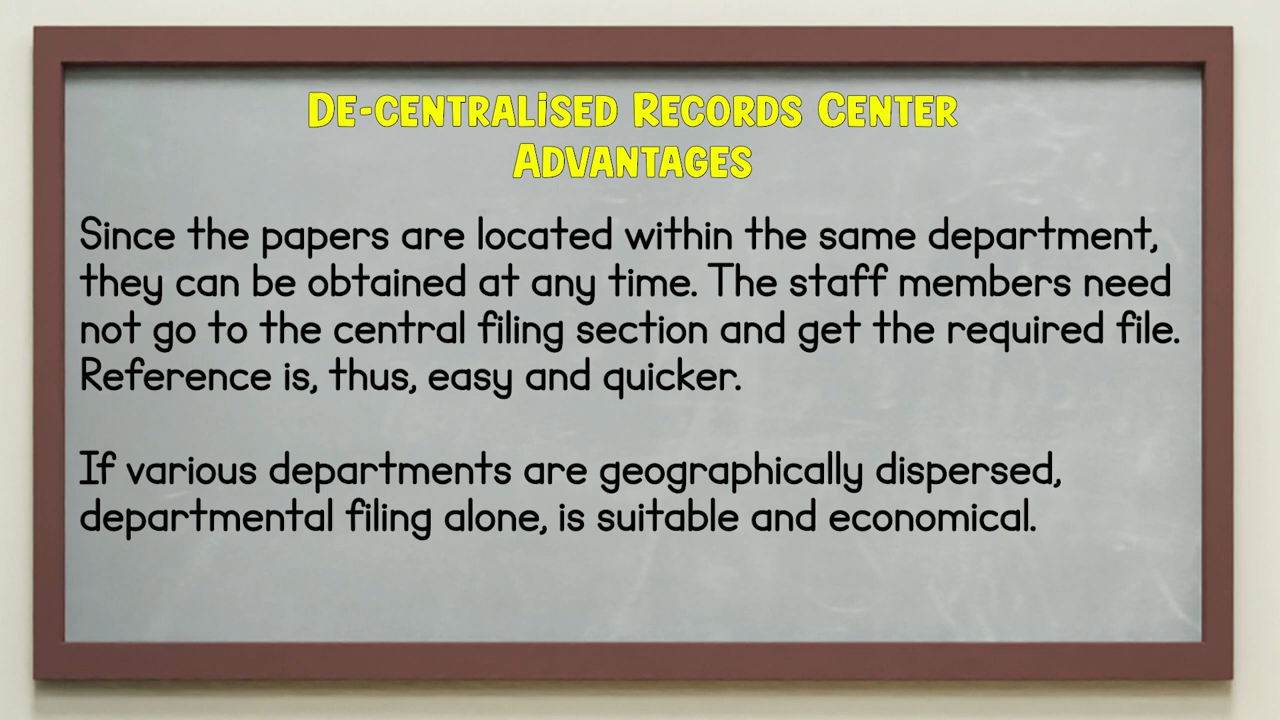 De-centralised Records Center
Advantages
Since the papers are located within the same department,
they can be obtained at any time. The staff members need
not go to the central filing section and get the required file.
Reference is, thus, easy and quicker.
If various departments are geographically dispersed,
departmental filing alone, is suitable and economical.